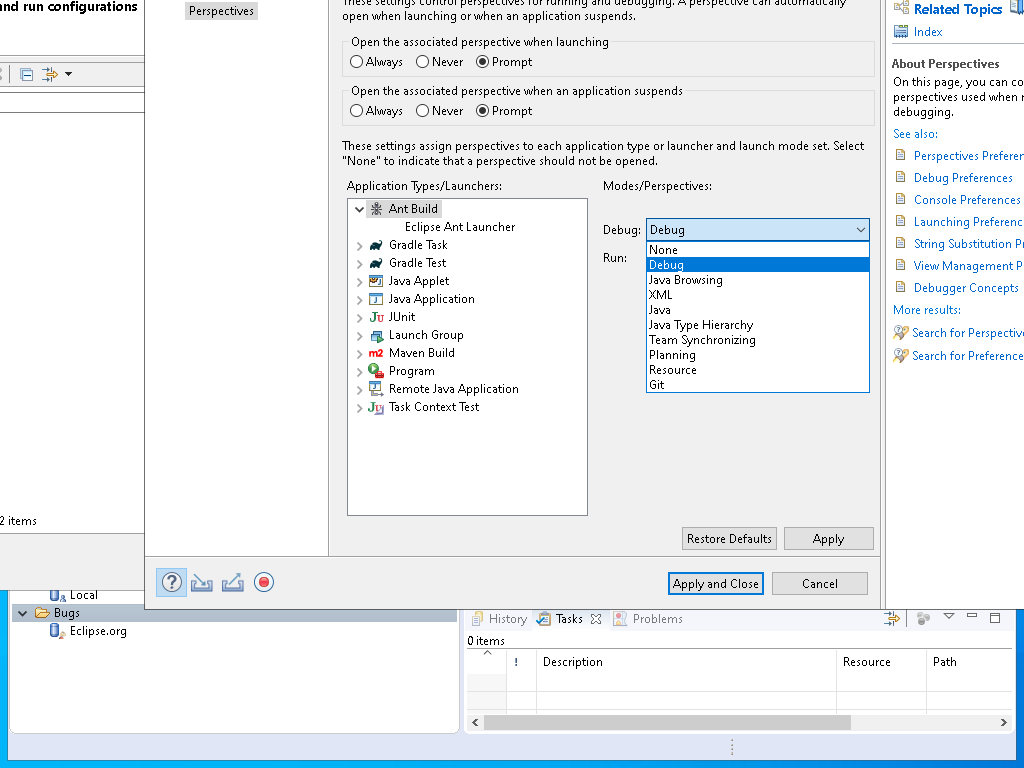 and run configurations
2 items
Perspectives
These settings control perspectives for running and debugging. A perspective can automatically
open when launching or when an application suspends.
Open the associated perspective when launching
Always Never Prompt
Open the associated perspective when an application suspends
Always Never Prompt
These settings assign perspectives to each application type or launcher and launch mode set. Select
"None" to indicate that a perspective should not be opened.
Application Types/Launchers:
Ant Build
Eclipse Ant Launcher
Gradle Task
Gradle Test
Java Applet
Java Application
Ju JUnit
Launch Group
m2 Maven Build
Program
Remote Java Application
Ju Task Context Test
Modes/Perspectives:
Debug: Debug
Run:
None
Debug
Java Browsing
XML
Java
Java Type Hierarchy
Team Synchronizing
Planning
Resource
Git
Restore Defaults Apply
? Apply and Close Cancel
Related Topics
Index
About Perspectives
On this page, you can co
perspectives used when r
debugging.
See also:
Perspectives Preferen
Debug Preferences
Console Preferences
Launching Preferenc
String Substitution P
View Management P
Debugger Concepts
More results:
Search for Perspective
Search for Preference
Local
Bugs
Eclipse.org
History Tasks Problems
0 items
! Description Resource Path